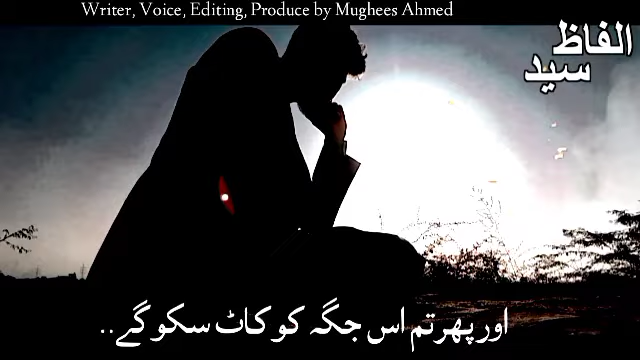 Writer, Voice, Editing, Produce by Mughees Ahmed
الفاظ
سید
اور پھر تم اس جگہ کو کاٹ سکو گے..